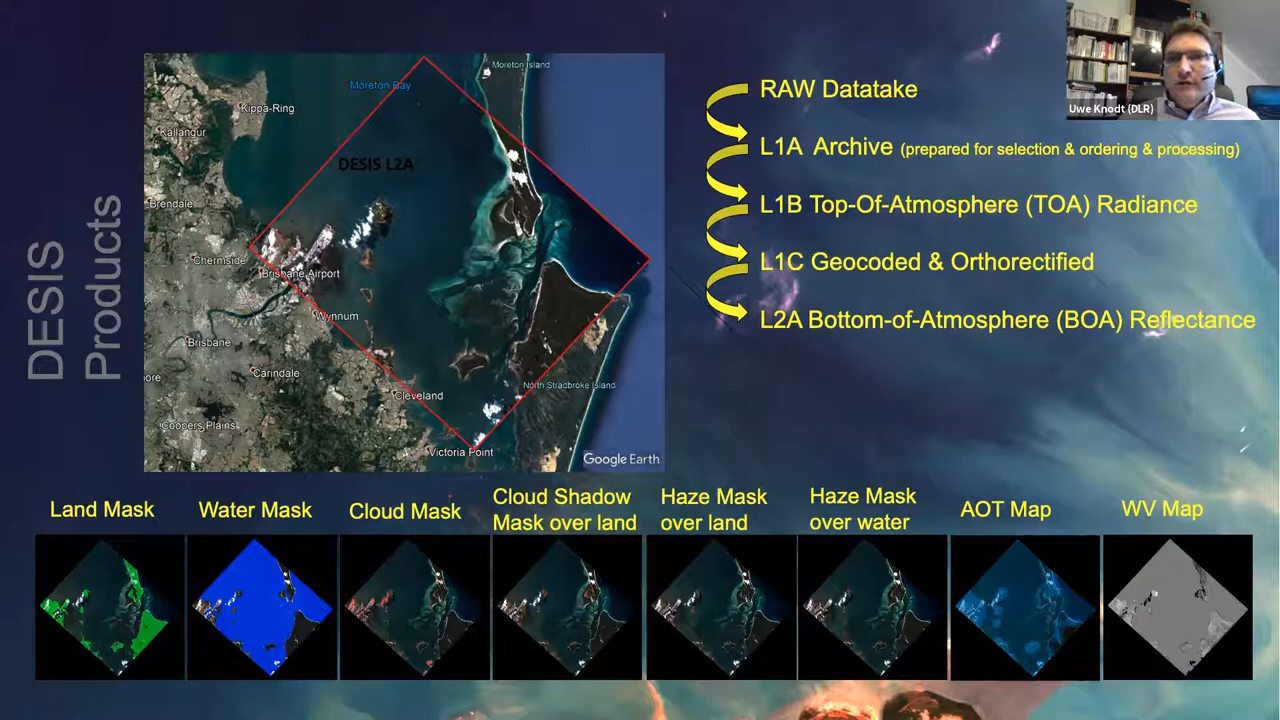 DESIS
Products
Moreton Island
Moreton Bay
Kippa-Ring
Kallangur
DESIS L2A
Brendale
Chermside
Brisbane Airport
Wynnum
Brisbane
Carindale
ore
Cleveland
North Stradbroke Island
Coopers Plains
Victoria Point
Google Earth
RAW Datatake
L1A Archive (prepared for selection & ordering & processing)
L1B Top-Of-Atmosphere (TOA) Radiance
L1C Geocoded & Orthorectified
L2A Bottom-of-Atmosphere (BOA) Reflectance
Uwe Knodt (DLR)
Land Mask
Water Mask
Cloud Mask
Cloud Shadow
Mask over land
Haze Mask
over land
Haze Mask
over water
AOT Map
WV Map